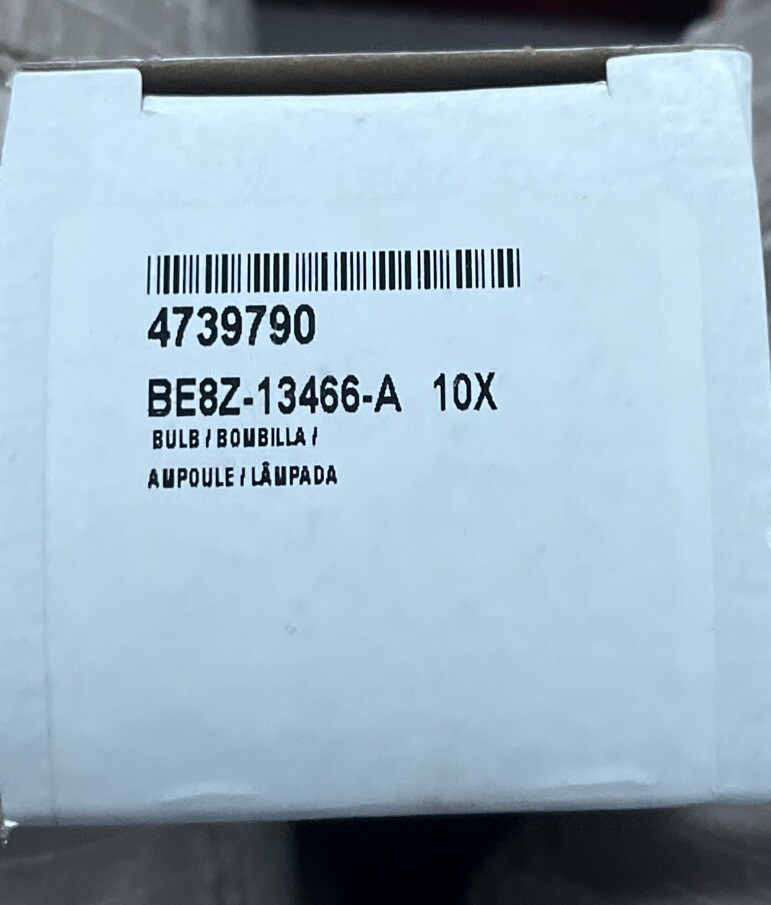 4739790
BE8Z-13466-A 10X
BULB / BOMBILLA /
AMPOULE / LÂMPADA